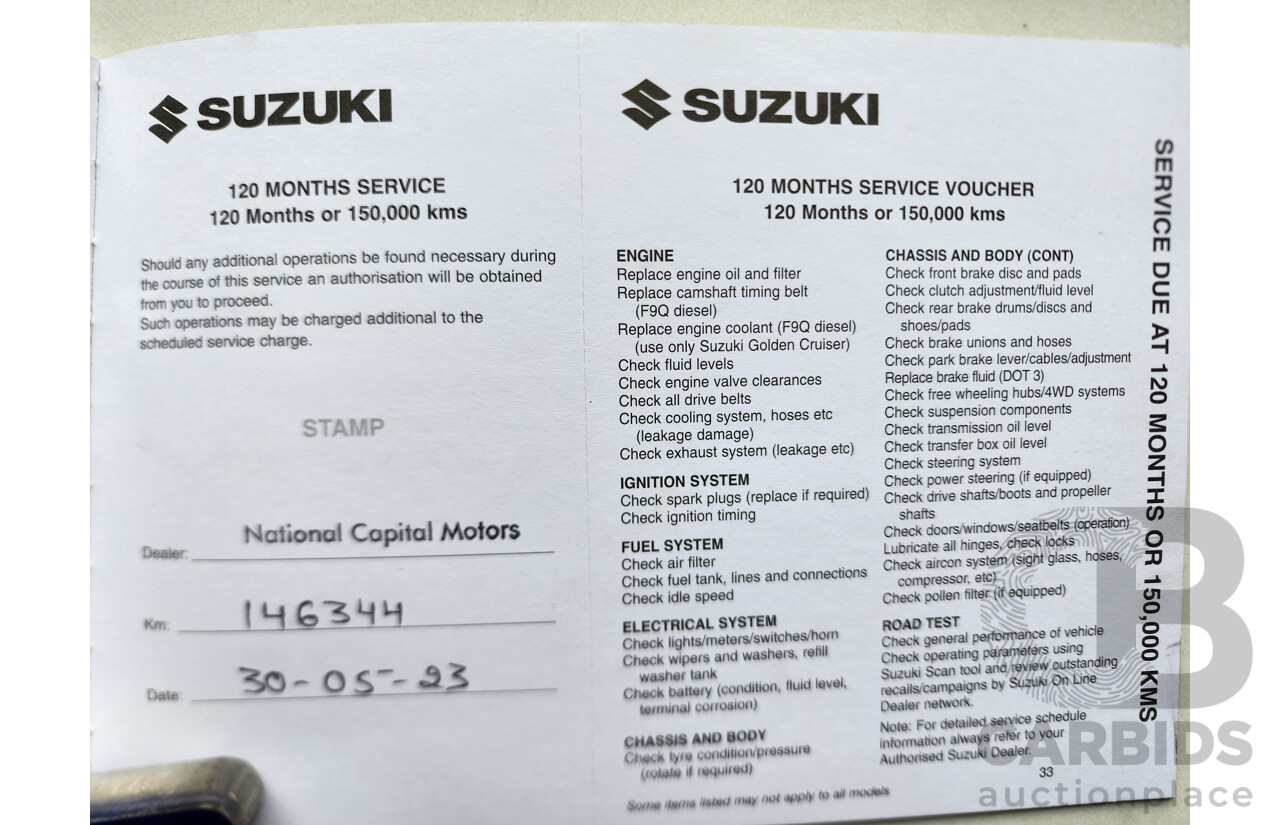 SUZUKI
120 MONTHS SERVICE
120 Months or 150,000 kms
Should any additional operations be found necessary during
the course of this service an authorisation will be obtained
from you to proceed.
Such operations may be charged additional to the
scheduled service charge.
STAMP
National Capital Motors
Dealer:
Km: 146344
Date: 30-05-23
SUZUKI
120 MONTHS SERVICE VOUCHER
120 Months or 150,000 kms
ENGINE
Replace engine oil and filter
Replace camshaft timing belt
(F9Q diesel)
Replace engine coolant (F9Q diesel)
(use only Suzuki Golden Cruiser)
Check fluid levels
Check engine valve clearances
Check all drive belts
Check cooling system, hoses etc
(leakage damage)
Check exhaust system (leakage etc)
IGNITION SYSTEM
Check spark plugs (replace if required)
Check ignition timing
FUEL SYSTEM
Check air filter
Check fuel tank, lines and connections
Check idle speed
ELECTRICAL SYSTEM
Check lights/meters/switches/horn
Check wipers and washers, refill
washer tank
Check battery (condition, fluid level,
terminal corrosion)
CHASSIS AND BODY
Check tyre condition/pressure
(rotate if required)
Some items listed may not apply to all models
CHASSIS AND BODY (CONT)
Check front brake disc and pads
Check clutch adjustment/fluid level
Check rear brake drums/discs and
shoes/pads
Check brake unions and hoses
Check park brake lever/cables/adjustment
Replace brake fluid (DOT 3)
Check free wheeling hubs/4WD systems
Check suspension components
Check transmission oil level
Check transfer box oil level
Check steering system
Check power steering (if equipped)
Check drive shafts/boots and propeller
shafts
Check doors/windows/seatbelts (operation)
Lubricate all hinges, check locks
Check aircon system (sight glass, hoses,
compressor, etc)
Check pollen filter (if equipped)
ROAD TEST
Check general performance of vehicle
Check operating parameters using
Suzuki Scan tool and review outstanding
recalls/campaigns by Suzuki On Line
Dealer network.
Note: For detailed service schedule
information always refer to your
Authorised Suzuki Dealer.
33
SERVICE DUE AT 120 MONTHS OR 150,000 KMS
B
CARBIDS
auctionplace